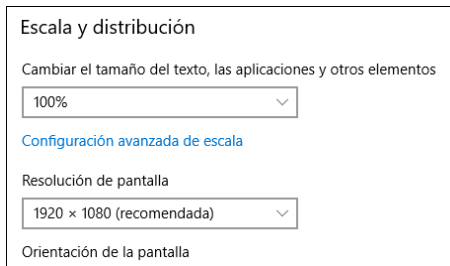 Escala y distribución
Cambiar el tamaño del texto, las aplicaciones y otros elementos
100%
Configuración avanzada de escala
Resolución de pantalla
1920 × 1080 (recomendada)
Orientación de la pantalla